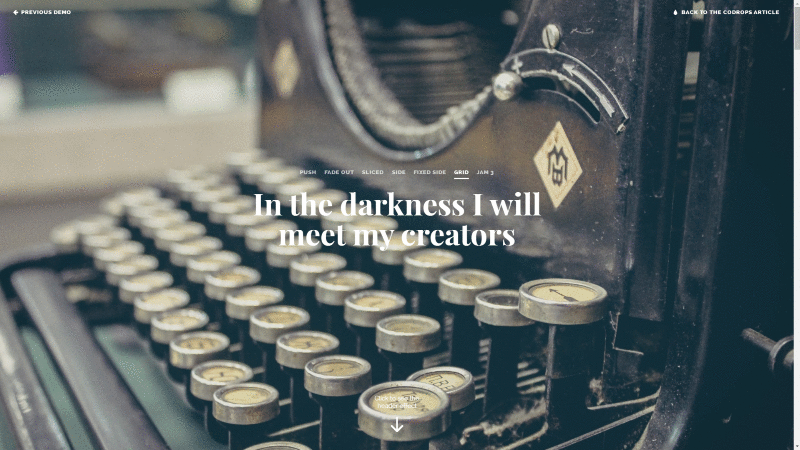 PREVIOUS DEMO
BACK TO THE CODROPS ARTICLE
PUSH FADE OUT SLICED SIDE FIXED SIDE GRID JAM 3
In the darkness I will
meet my creators
Click to see the
header effect